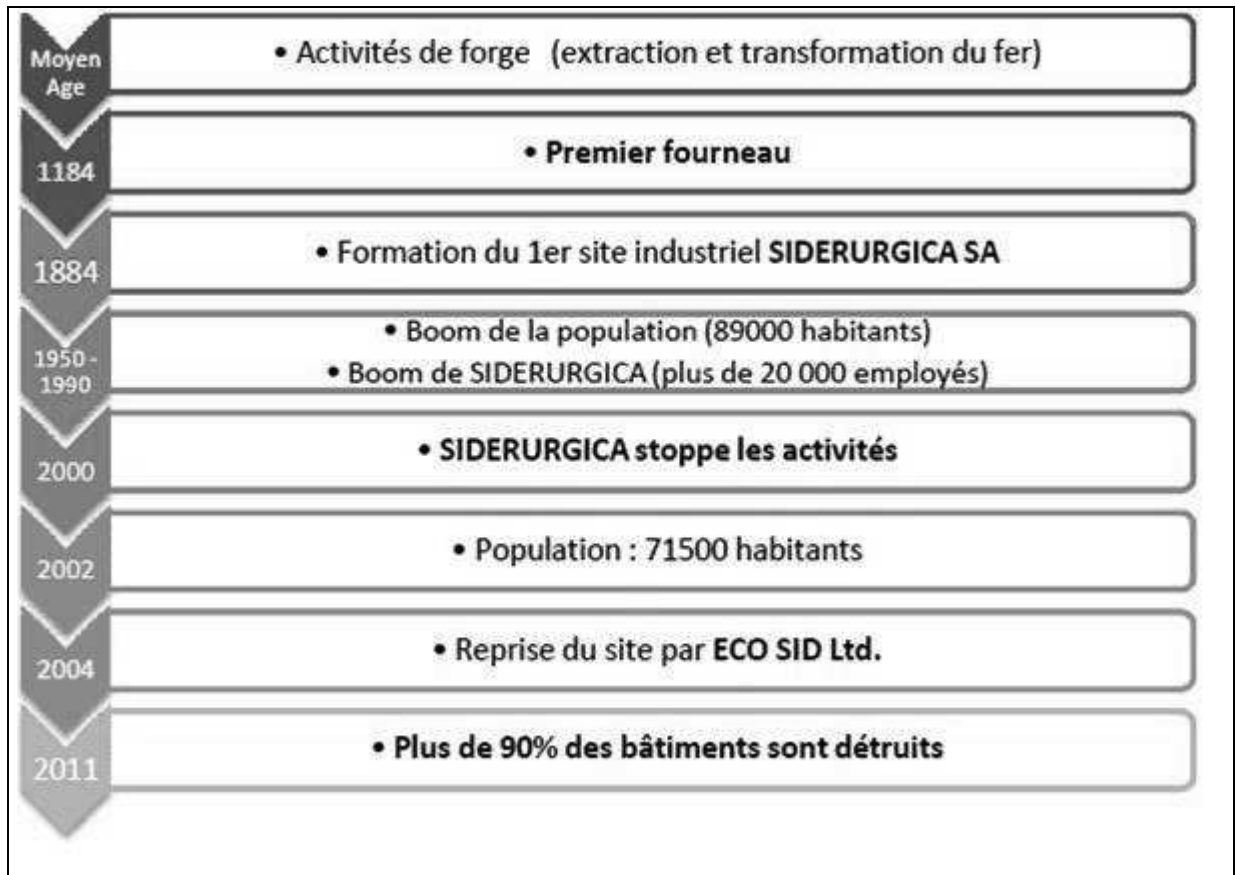 Moyen
Age
• Activités de forge (extraction et transformation du fer)
1184
• Premier fourneau
1884
• Formation du 1er site industriel SIDERURGICA SA
1950 -
1990
• Boom de la population (89000 habitants)
• Boom de SIDERURGICA (plus de 20 000 employés)
2000
• SIDERURGICA stoppe les activités
2002
• Population : 71500 habitants
2004
• Reprise du site par ECO SID Ltd.
2011
• Plus de 90% des bâtiments sont détruits